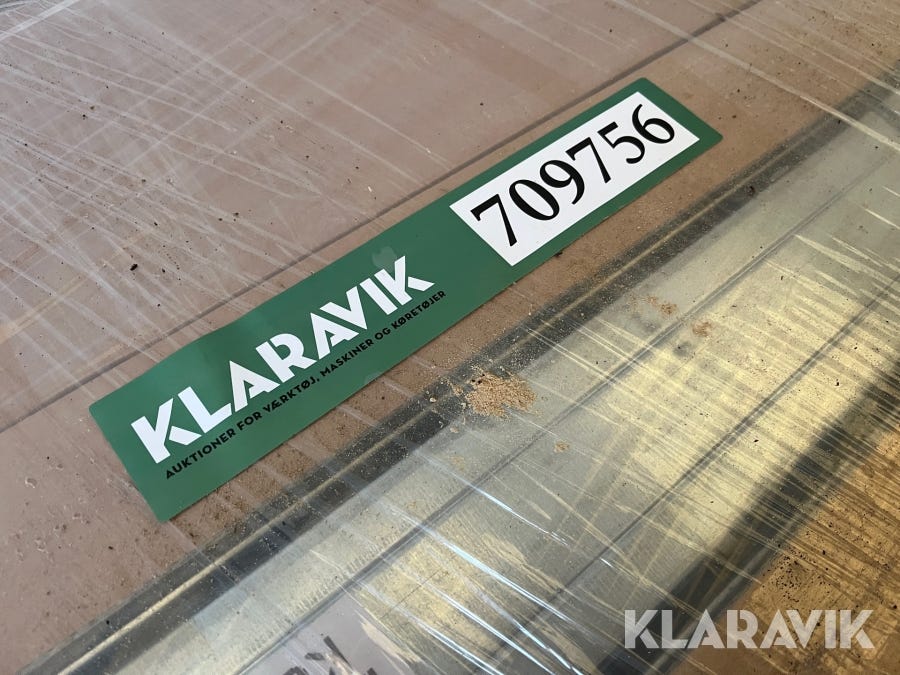 709756
KLARAVIK
AUKTIONER FOR VÆRKTØJ, MASKINER OG KØRETØJER
KLARAVIK